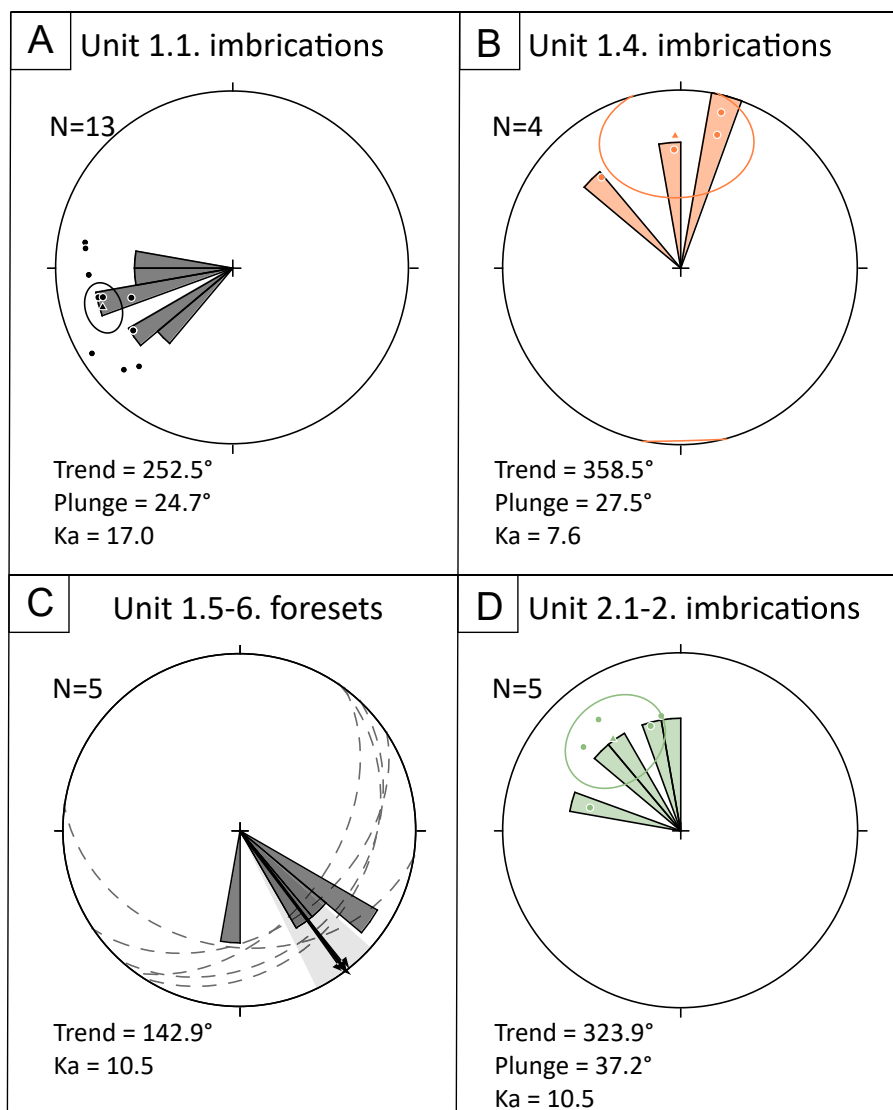 A
Unit 1.1. imbrications
N=13
Trend = 252.5°
Plunge = 24.7°
Ka = 17.0
B
Unit 1.4. imbrications
N=4
Trend = 358.5°
Plunge = 27.5°
Ka = 7.6
C
Unit 1.5-6. foresets
N=5
Trend = 142.9°
Ka = 10.5
D
Unit 2.1-2. imbrications
N=5
Trend = 323.9°
Plunge = 37.2°
Ka = 10.5